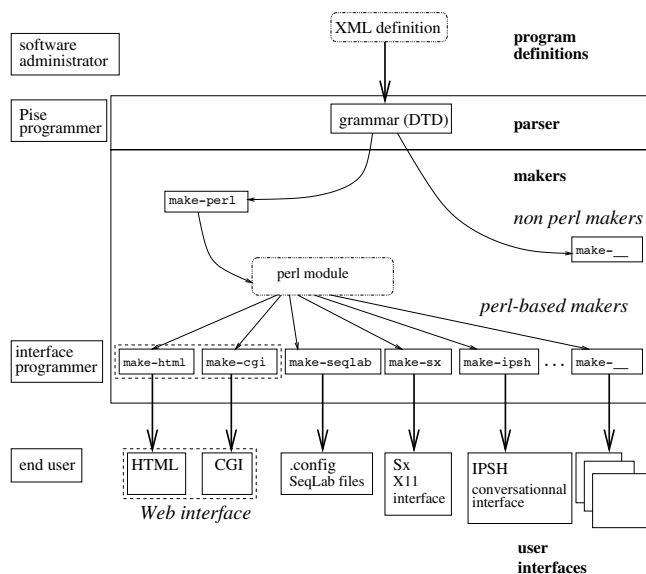 XML definition
software
administrator
program
definitions
Pise
programmer
grammar (DTD)
parser
makers
make-perl
non perl makers
make-__
perl module
perl-based makers
interface
programmer
make-html
make-cgi
make-seqlab
make-sx
make-ipsh
...
make-__
end user
HTML
CGI
.config
SeqLab files
Sx
X11
interface
IPSH
conversationnal
interface
Web interface
user
interfaces